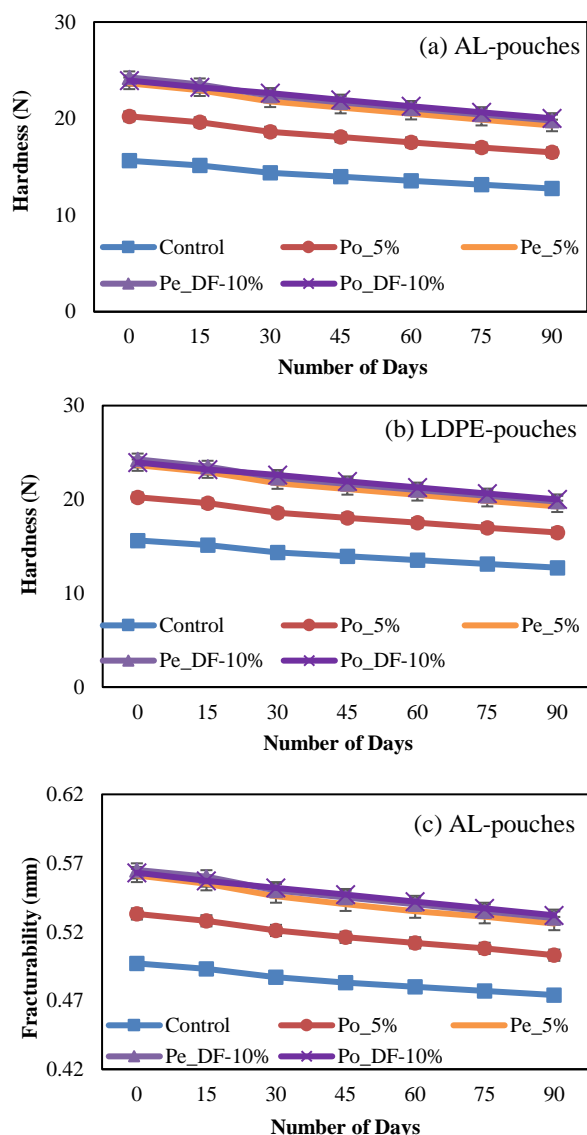 30
(a) AL-pouches
20
Hardness (N)
10
Control Po_5% Pe_5%
Pe_DF-10% Po_DF-10%
0
0 15 30 45 60 75 90
Number of Days
30
(b) LDPE-pouches
20
Hardness (N)
10
Control Po_5% Pe_5%
Pe_DF-10% Po_DF-10%
0
0 15 30 45 60 75 90
Number of Days
0.62
(c) AL-pouches
0.57
Fracturability (mm)
0.52
0.47
Control Po_5% Pe_5%
Pe_DF-10% Po_DF-10%
0.42
0 15 30 45 60 75 90
Number of Days